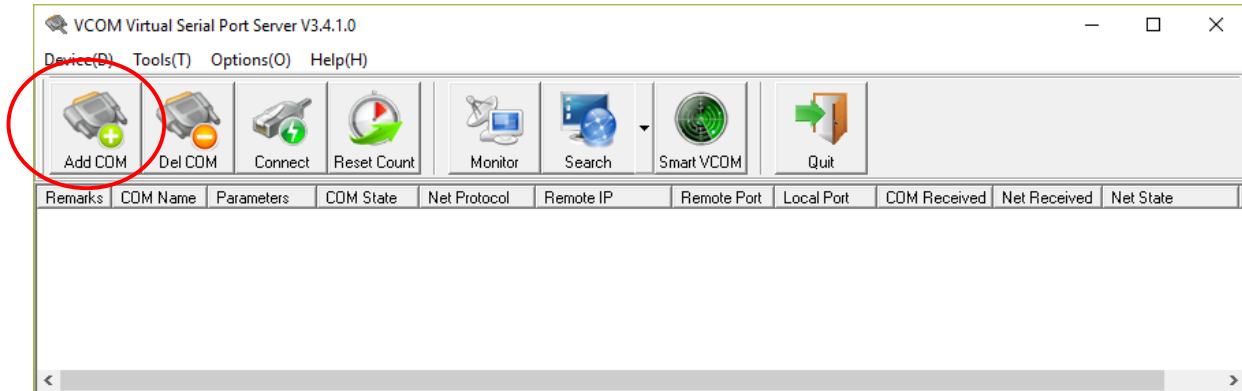 VCOM Virtual Serial Port Server V3.4.1.0
Device(D) Tools(T) Options(O) Help(H)
Add COM Del COM Connect Reset Count Monitor Search Smart VCOM Quit
Remarks COM Name Parameters COM State Net Protocol Remote IP Remote Port Local Port COM Received Net Received Net State